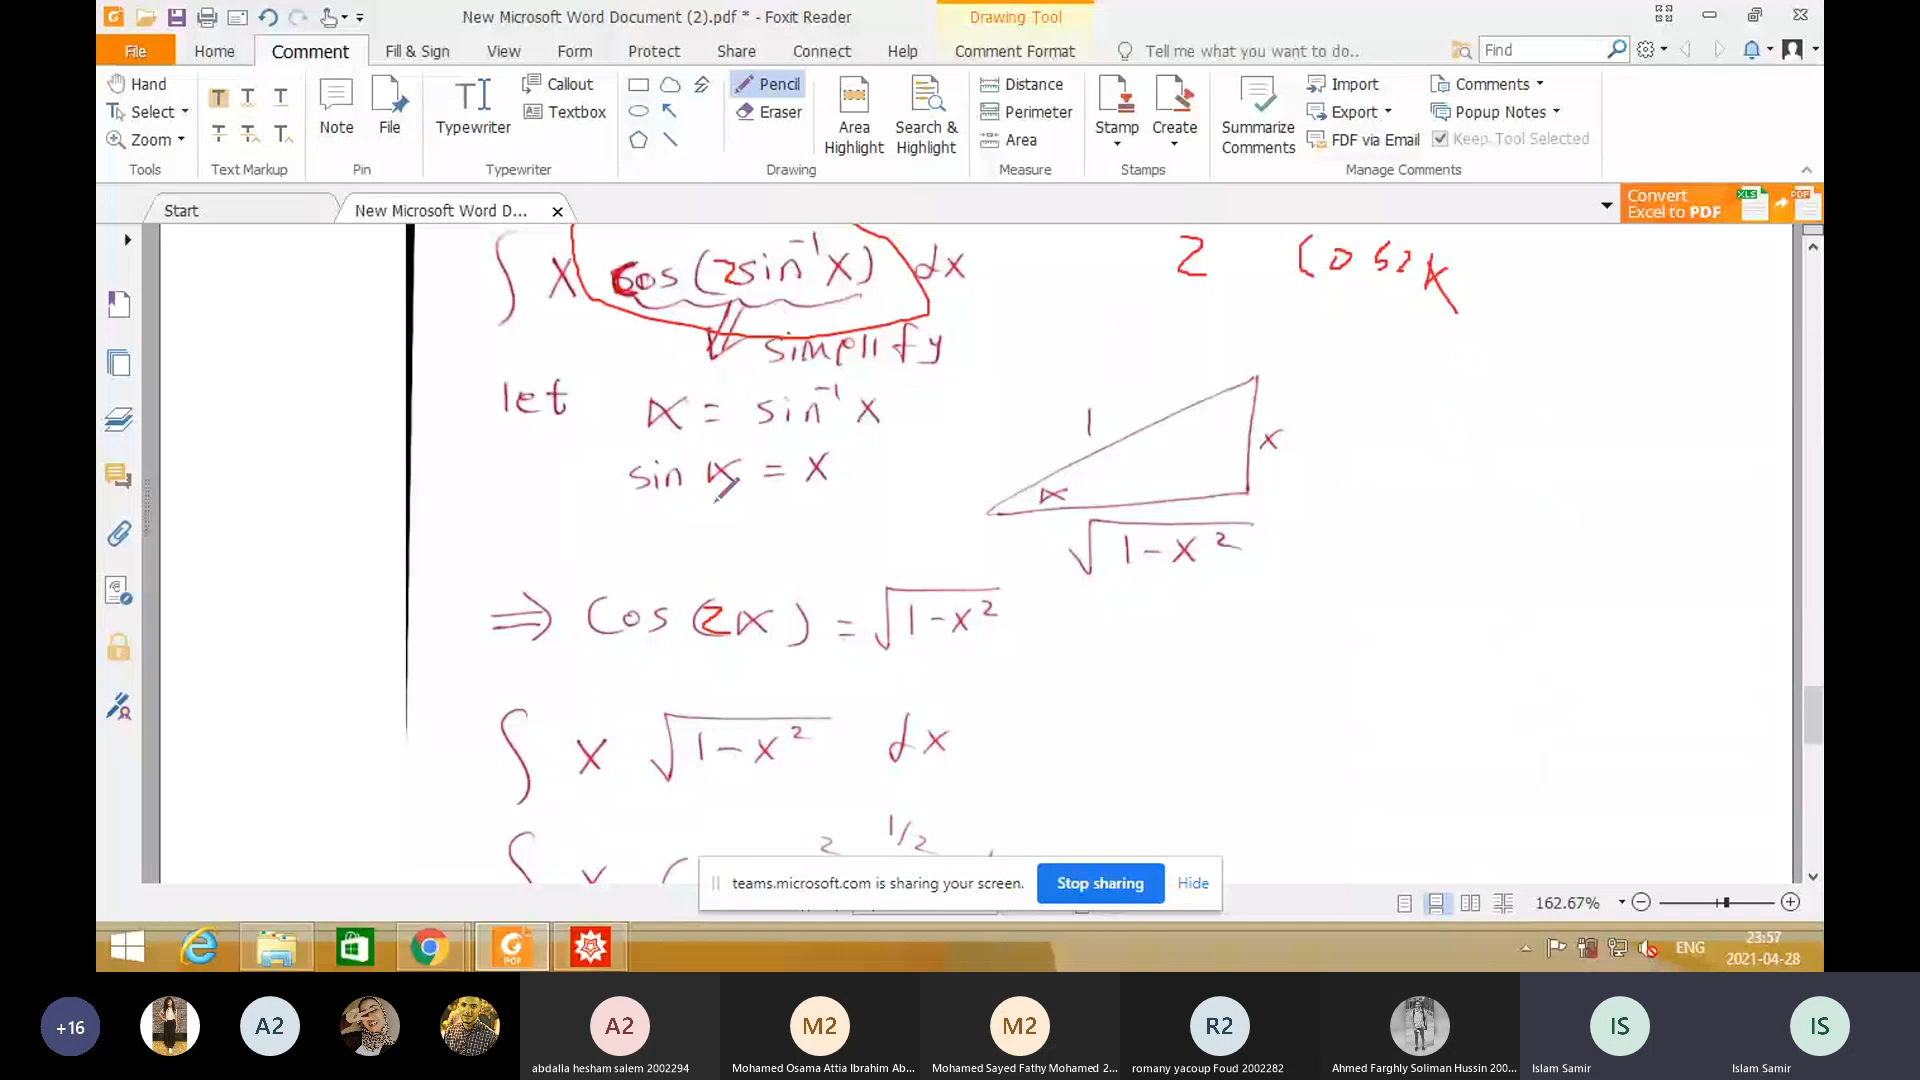 New Microsoft Word Document (2).pdf * - Foxit Reader
Drawing Tool
File Home Comment Fill & Sign View Form Protect Share Connect Help Comment Format Tell me what you want to do.. Find
Hand
Select
Zoom
Tools
Text Markup
Note
File
Pin
Typewriter
Callout
Textbox
Typewriter
Pencil
Eraser
Area Highlight
Search & Highlight
Drawing
Distance
Perimeter
Area
Measure
Stamp
Create
Stamps
Summarize Comments
Import
Export
FDF via Email
Comments
Popup Notes
Keep Tool Selected
Manage Comments
Start
New Microsoft Word D...
Convert
Excel to PDF
∫ x cos(2sin⁻¹x) dx
2 cos2α
simplify
let α = sin⁻¹ x
sin α = x
1
x
α
√(1-x²)
⇒ cos(2α) = √(1-x²)
∫ x √(1-x²) dx
teams.microsoft.com is sharing your screen. Stop sharing Hide
162.67%
ENG
23:57
2021-04-28
+16
A2
A2
M2
M2
R2
IS
IS
abdalla hesham salem 2002294
Mohamed Osama Attia Ibrahim Ab...
Mohamed Sayed Fathy Mohamed 2...
romany yacoup Foud 2002282
Ahmed Farghly Soliman Hussin 200...
Islam Samir
Islam Samir